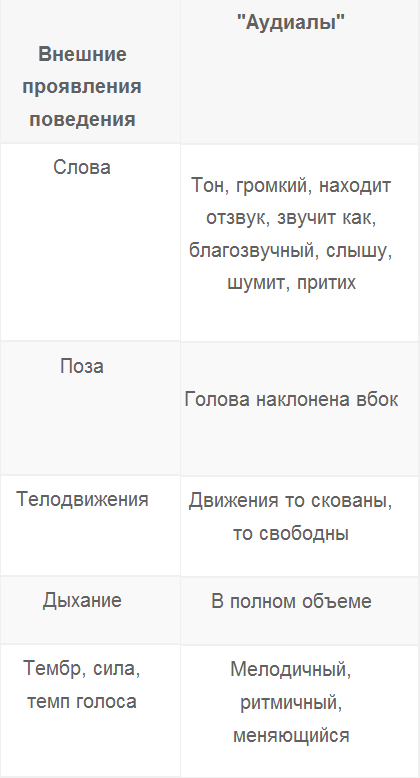 Внешние
проявления
поведения
"Аудиалы"
Слова
Тон, громкий, находит
отзвук, звучит как,
благозвучный, слышу,
шумит, притих
Поза
Голова наклонена вбок
Телодвижения
Движения то скованы,
то свободны
Дыхание
В полном объеме
Тембр, сила,
темп голоса
Мелодичный,
ритмичный,
меняющийся